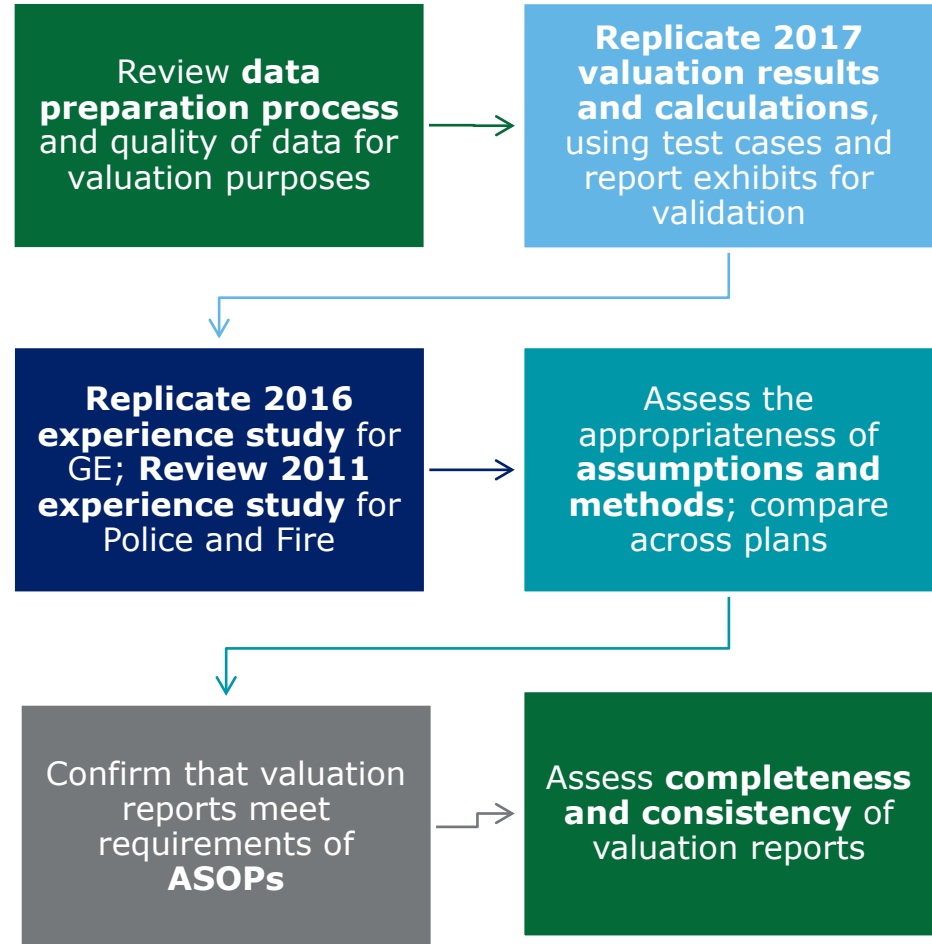 Review data
preparation process
and quality of data for
valuation purposes
Replicate 2017
valuation results
and calculations,
using test cases and
report exhibits for
validation
Replicate 2016
experience study for
GE; Review 2011
experience study for
Police and Fire
Assess the
appropriateness of
assumptions and
methods; compare
across plans
Confirm that valuation
reports meet
requirements of
ASOPs
Assess completeness
and consistency of
valuation reports